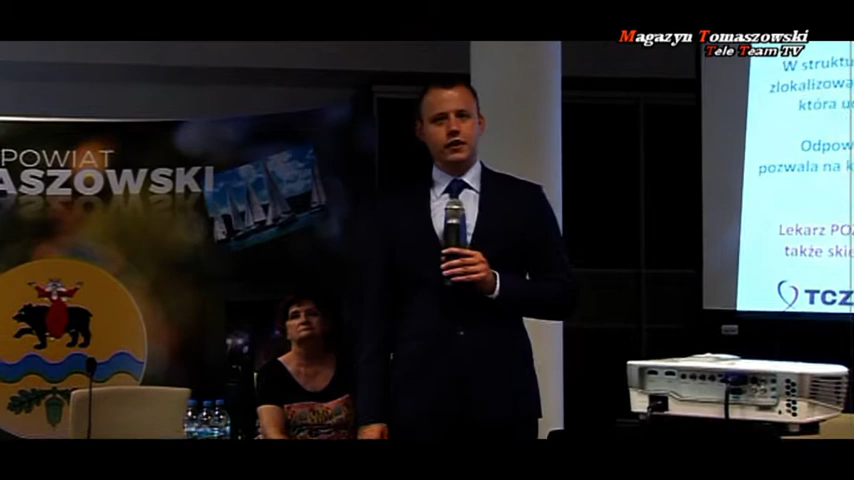 Magazyn Tomaszowski
Tele Team TV
POWIAT
ASZOWSKI
W struktu
zlokalizowa
która u
Odpow
pozwala na k
Lekarz POZ
także skie
TCZ